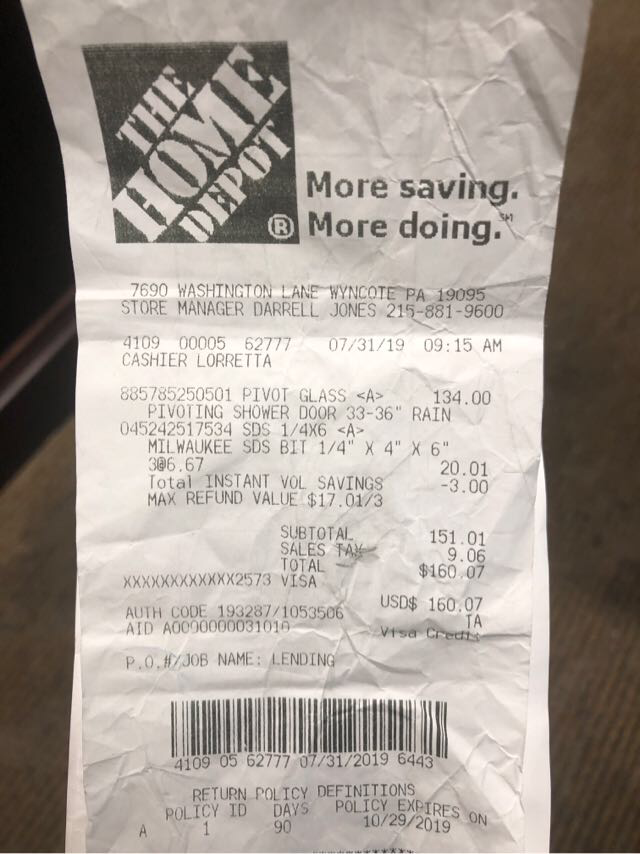 THE
HOME
DEPOT
®
More saving.
More doing.℠
7690 WASHINGTON LANE WYNCOTE PA 19095
STORE MANAGER DARRELL JONES 215-881-9600
4109 00005 62777 07/31/19 09:15 AM
CASHIER LORRETTA
885785250501 PIVOT GLASS <A> 134.00
PIVOTING SHOWER DOOR 33-36" RAIN
045242517534 SDS 1/4X6 <A>
MILWAUKEE SDS BIT 1/4" X 4" X 6"
3@6.67 20.01
Total INSTANT VOL SAVINGS -3.00
MAX REFUND VALUE $17.01/3
SUBTOTAL 151.01
SALES TAX 9.06
TOTAL $160.07
XXXXXXXXXXXX2573 VISA
USD$ 160.07
AUTH CODE 193287/1053506 TA
AID A0000000031010 Visa Credit
P.O.#/JOB NAME: LENDING
4109 05 62777 07/31/2019 6443
RETURN POLICY DEFINITIONS
POLICY ID DAYS POLICY EXPIRES ON
A 1 90 10/29/2019